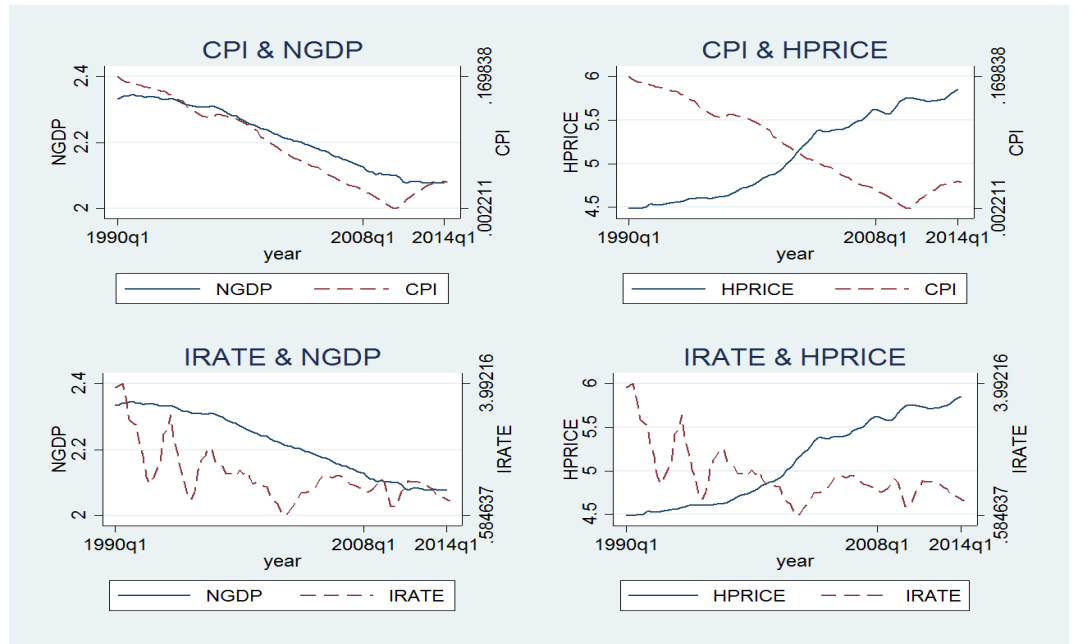 CPI & NGDP
2.4
2.2
2
NGDP
.169838
.002211
CPI
1990q1 2008q1 2014q1
year
NGDP CPI
CPI & HPRICE
6
5.5
5
4.5
HPRICE
.169838
.002211
CPI
1990q1 2008q1 2014q1
year
HPRICE CPI
IRATE & NGDP
2.4
2.2
2
NGDP
3.99216
.584637
IRATE
1990q1 2008q1 2014q1
year
NGDP IRATE
IRATE & HPRICE
6
5.5
5
4.5
HPRICE
3.99216
.584637
IRATE
1990q1 2008q1 2014q1
year
HPRICE IRATE